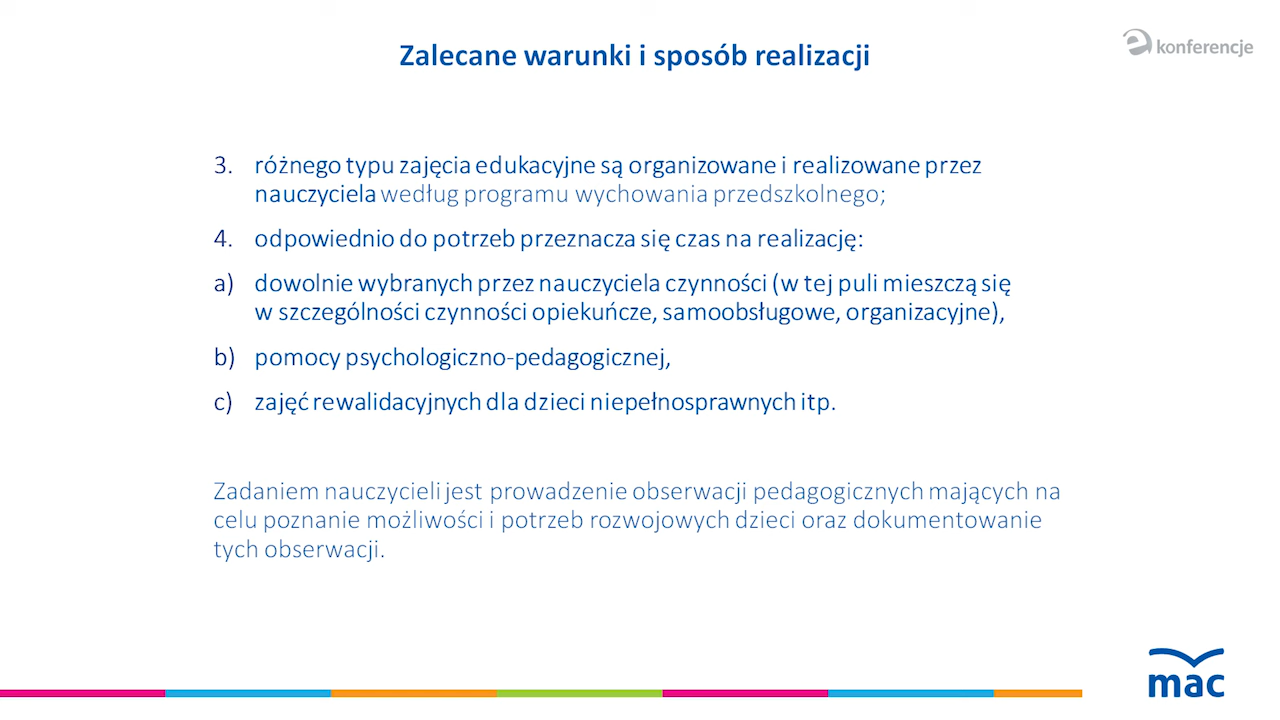 Zalecane warunki i sposób realizacji
e konferencje
3. różnego typu zajęcia edukacyjne są organizowane i realizowane przez
nauczyciela według programu wychowania przedszkolnego;
4. odpowiednio do potrzeb przeznacza się czas na realizację:
a) dowolnie wybranych przez nauczyciela czynności (w tej puli mieszczą się
w szczególności czynności opiekuńcze, samoobsługowe, organizacyjne),
b) pomocy psychologiczno-pedagogicznej,
c) zajęć rewalidacyjnych dla dzieci niepełnosprawnych itp.
Zadaniem nauczycieli jest prowadzenie obserwacji pedagogicznych mających na
celu poznanie możliwości i potrzeb rozwojowych dzieci oraz dokumentowanie
tych obserwacji.
mac